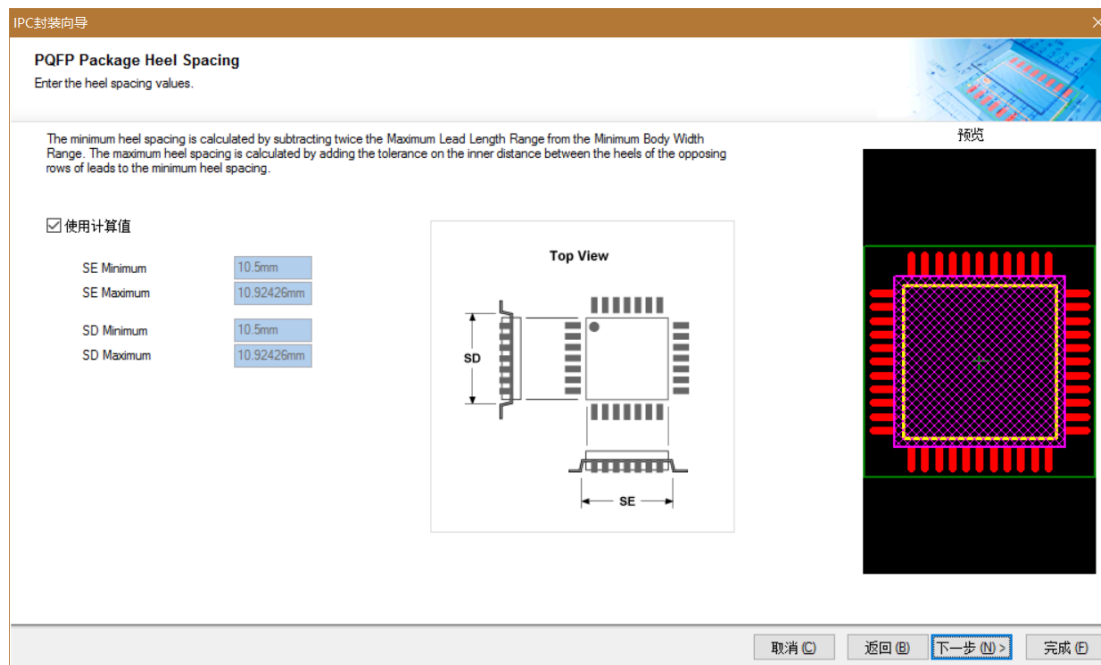 IPC封装向导
PQFP Package Heel Spacing
Enter the heel spacing values.
The minimum heel spacing is calculated by subtracting twice the Maximum Lead Length Range from the Minimum Body Width
Range. The maximum heel spacing is calculated by adding the tolerance on the inner distance between the heels of the opposing
rows of leads to the minimum heel spacing.
预览
使用计算值
SE Minimum 10.5mm
SE Maximum 10.92426mm
SD Minimum 10.5mm
SD Maximum 10.92426mm
Top View
SD
SE
取消(C) 返回(B) 下一步(N)> 完成(F)